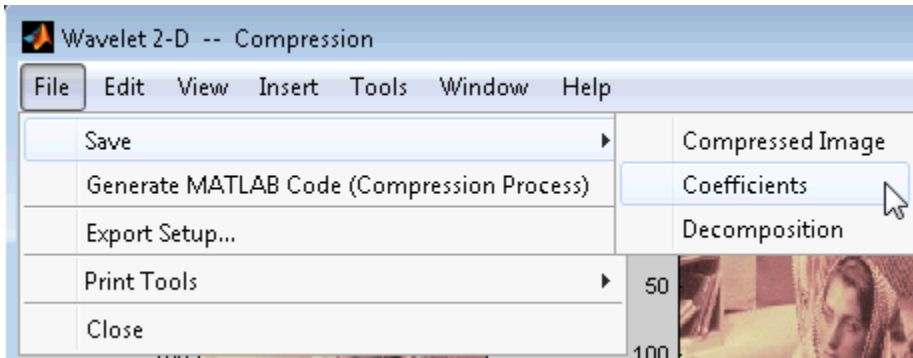 Wavelet 2-D -- Compression
File Edit View Insert Tools Window Help
Save
Compressed Image
Generate MATLAB Code (Compression Process)
Coefficients
Export Setup...
Decomposition
Print Tools
50
Close
100